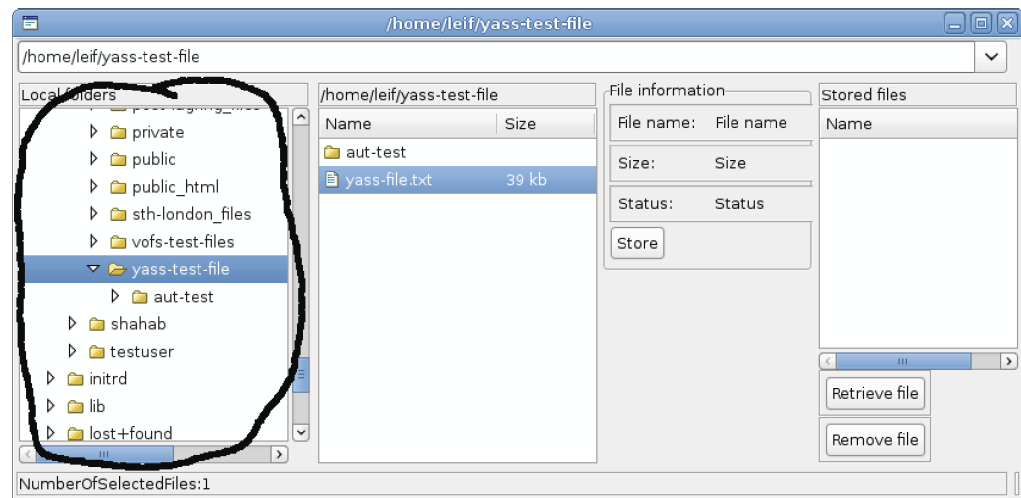 /home/leif/yass-test-file
/home/leif/yass-test-file
Local folders
private
public
public_html
sth-london_files
vofs-test-files
yass-test-file
aut-test
shahab
testuser
initrd
lib
lost+found
/home/leif/yass-test-file
Name Size
aut-test
yass-file.txt 39 kb
File information
File name: File name
Size: Size
Status: Status
Store
Stored files
Name
Retrieve file
Remove file
NumberOfSelectedFiles:1